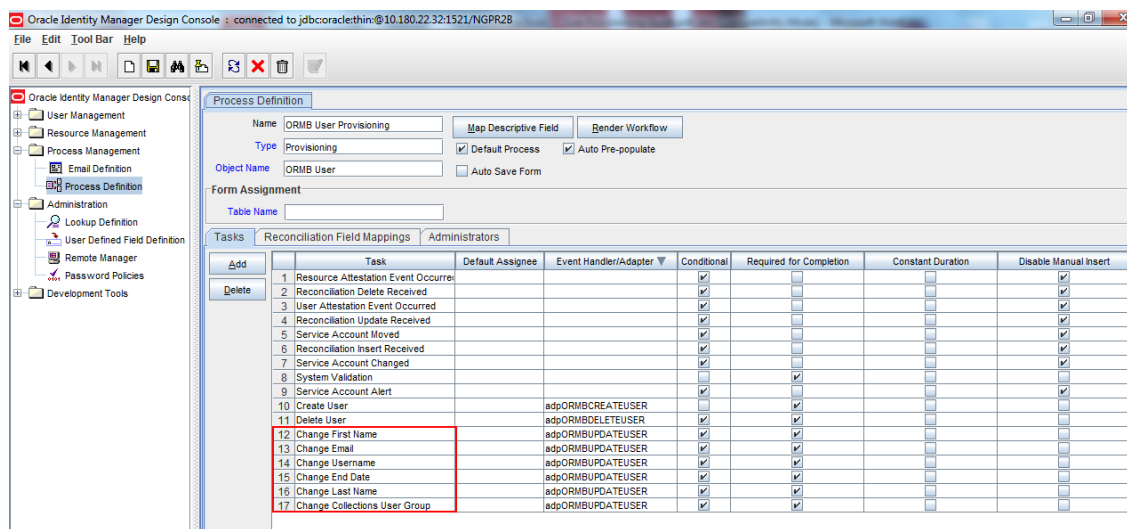 Oracle Identity Manager Design Console : connected to jdbc:oracle:thin:@10.180.22.32:1521/NGPR2B
File Edit Tool Bar Help
Oracle Identity Manager Design Conso
User Management
Resource Management
Process Management
Email Definition
Process Definition
Administration
Lookup Definition
User Defined Field Definition
Remote Manager
Password Policies
Development Tools
Process Definition
Name ORMB User Provisioning Map Descriptive Field Render Workflow
Type Provisioning Default Process Auto Pre-populate
Object Name ORMB User Auto Save Form
Form Assignment
Table Name
Tasks Reconciliation Field Mappings Administrators
Add
Delete
Task Default Assignee Event Handler/Adapter Conditional Required for Completion Constant Duration Disable Manual Insert
1 Resource Attestation Event Occurred
2 Reconciliation Delete Received
3 User Attestation Event Occurred
4 Reconciliation Update Received
5 Service Account Moved
6 Reconciliation Insert Received
7 Service Account Changed
8 System Validation
9 Service Account Alert
10 Create User adpORMBCREATEUSER
11 Delete User adpORMBDELETEUSER
12 Change First Name adpORMBUPDATEUSER
13 Change Email adpORMBUPDATEUSER
14 Change Username adpORMBUPDATEUSER
15 Change End Date adpORMBUPDATEUSER
16 Change Last Name adpORMBUPDATEUSER
17 Change Collections User Group adpORMBUPDATEUSER